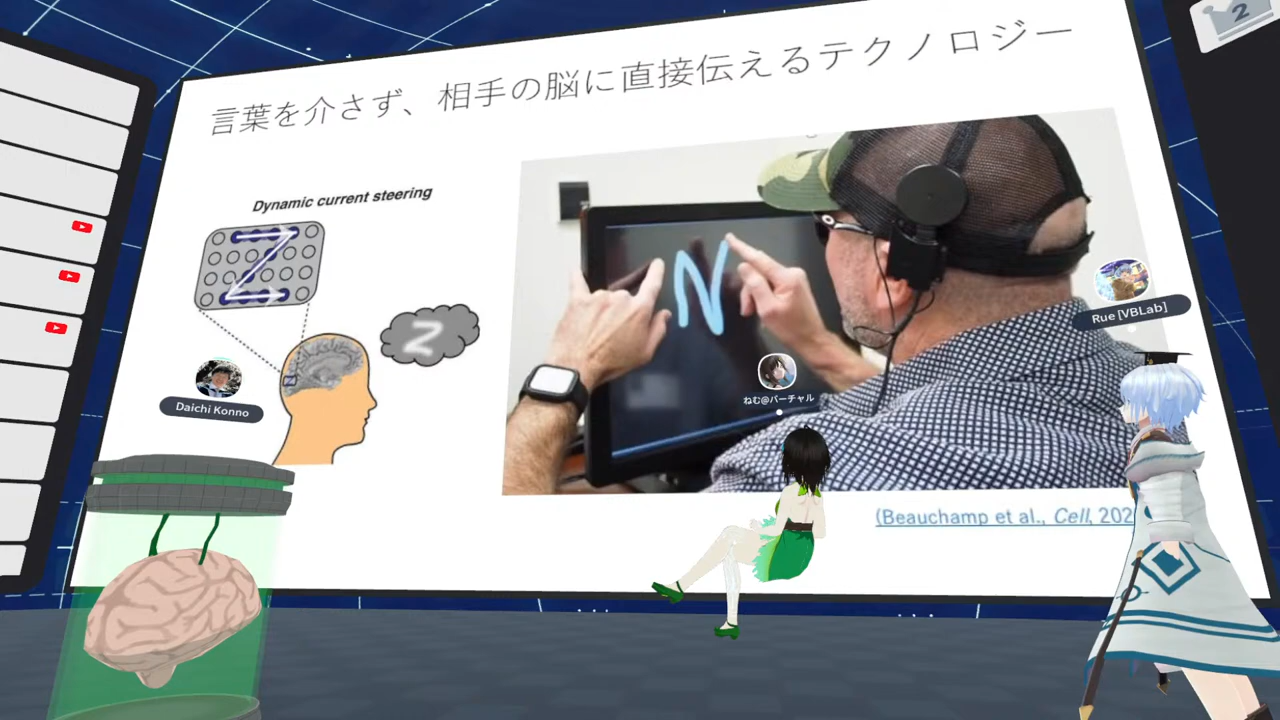 言葉を介さず、相手の脳に直接伝えるテクノロジー
Dynamic current steering
Z
Z
N
Daichi Konno
ねむ@バーチャル
Rue [VBLab]
2
(Beauchamp et al., Cell, 202